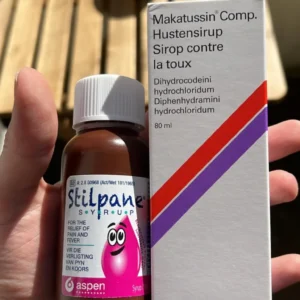 Makatussin® Comp.
Hustensirup
Sirop contre
la toux
Dihydrocodeini
hydrochloridum
Diphenhydramini
hydrochloridum
80 ml
Stilpane
SYRUP
FOR THE
RELIEF OF
PAIN AND
FEVER
VIR DIE
VERLIGTING
VAN PYN
EN KOORS
aspen